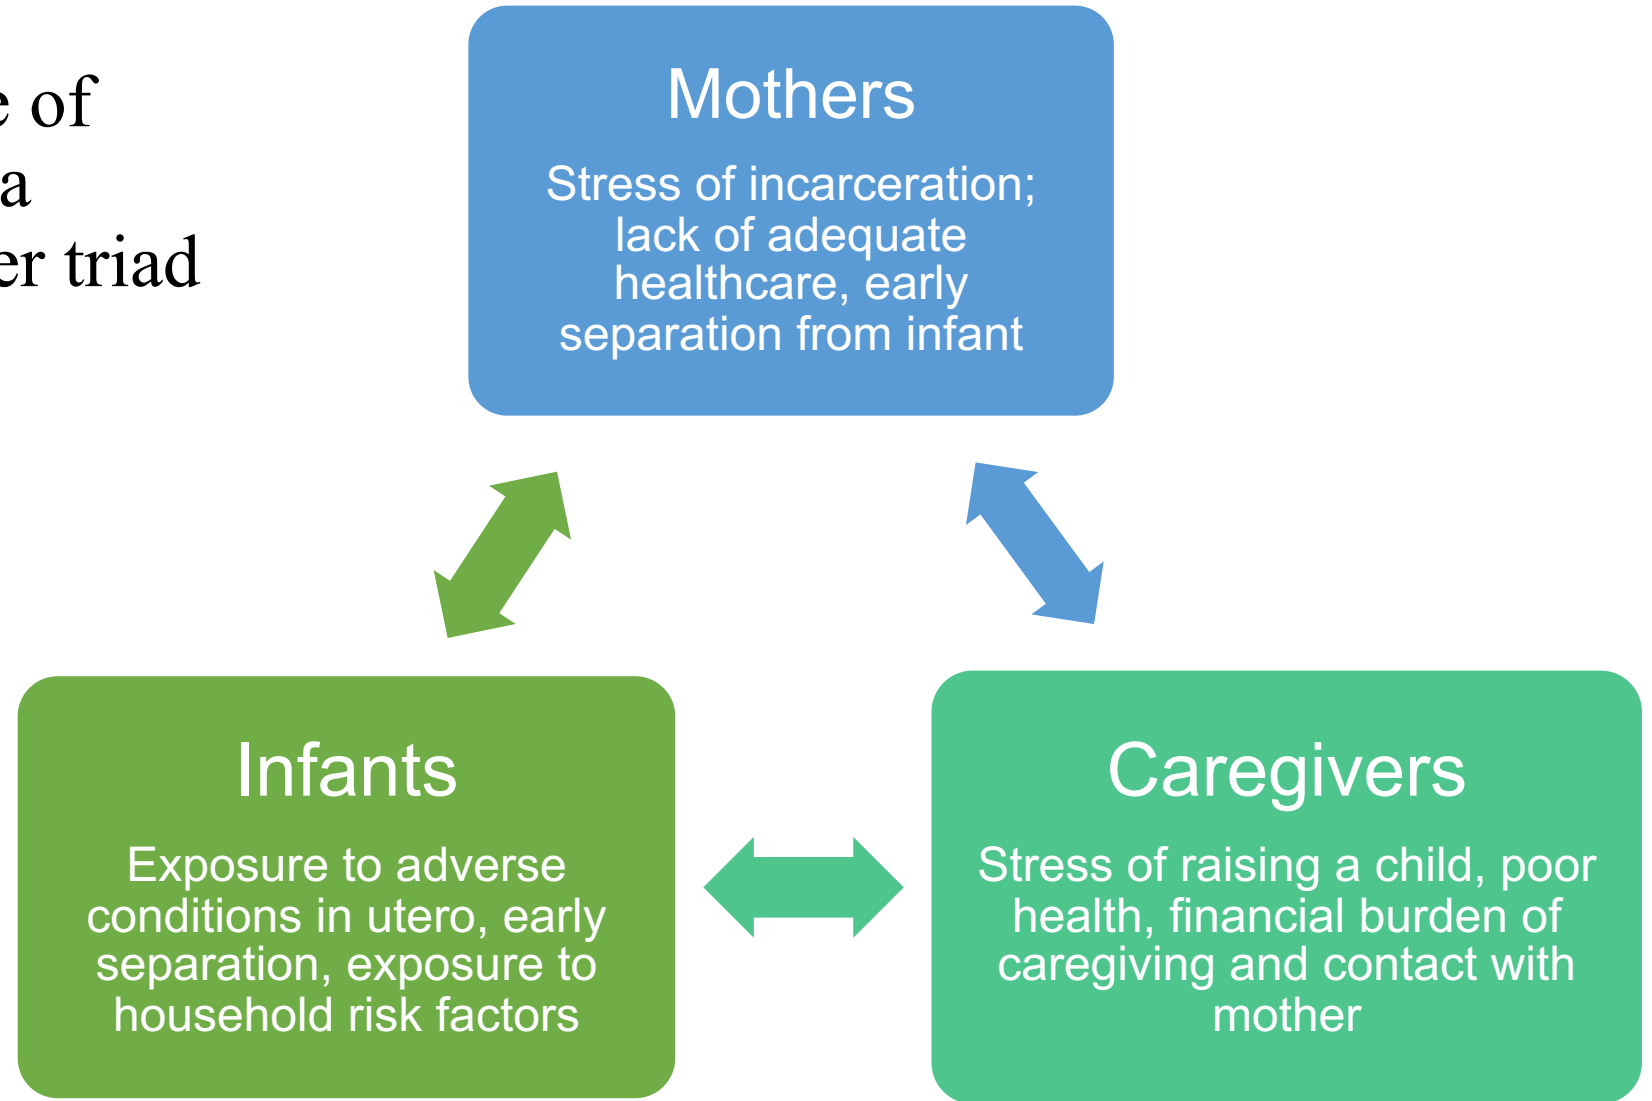 e of
a
er triad
Mothers
Stress of incarceration;
lack of adequate
healthcare, early
separation from infant
Infants
Exposure to adverse
conditions in utero, early
separation, exposure to
household risk factors
Caregivers
Stress of raising a child, poor
health, financial burden of
caregiving and contact with
mother